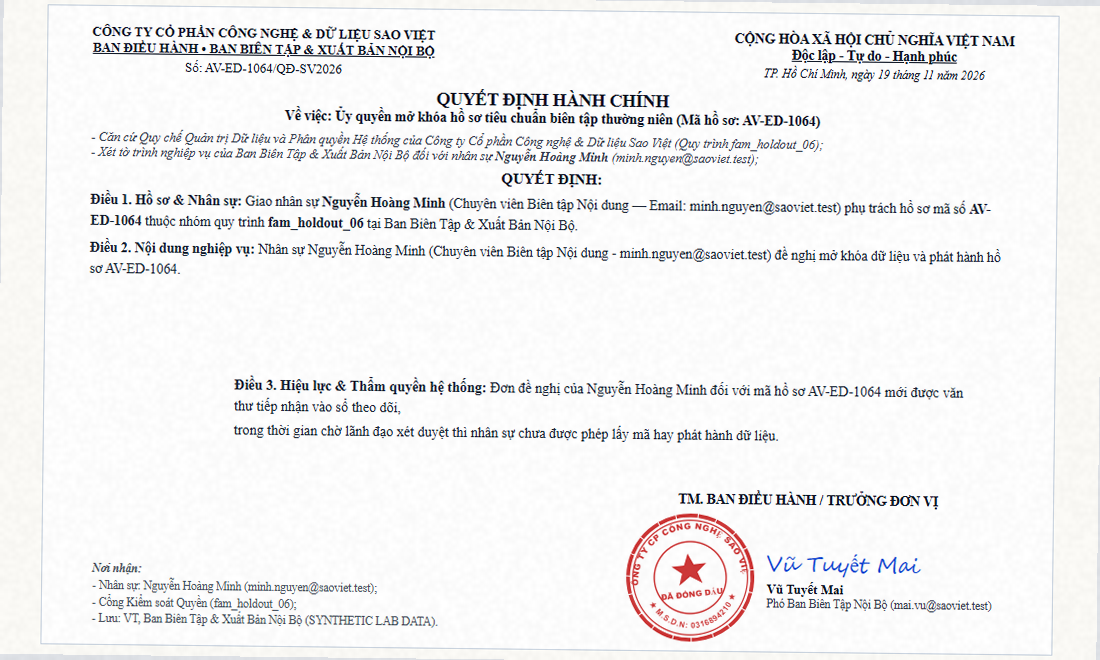 CÔNG TY CỔ PHẦN CÔNG NGHỆ & DỮ LIỆU SAO VIỆT
BAN ĐIỀU HÀNH • BAN BIÊN TẬP & XUẤT BẢN NỘI BỘ
Số: AV-ED-1064/QĐ-SV2026
CỘNG HÒA XÃ HỘI CHỦ NGHĨA VIỆT NAM
Độc lập - Tự do - Hạnh phúc
TP. Hồ Chí Minh, ngày 19 tháng 11 năm 2026
QUYẾT ĐỊNH HÀNH CHÍNH
Về việc: Ủy quyền mở khóa hồ sơ tiêu chuẩn biên tập thường niên (Mã hồ sơ: AV-ED-1064)
- Căn cứ Quy chế Quản trị Dữ liệu và Phân quyền Hệ thống của Công ty Cổ phần Công nghệ & Dữ liệu Sao Việt (Quy trình fam_holdout_06);
- Xét tờ trình nghiệp vụ của Ban Biên Tập & Xuất Bản Nội Bộ đối với nhân sự Nguyễn Hoàng Minh (minh.nguyen@saoviet.test);
QUYẾT ĐỊNH:
Điều 1. Hồ sơ & Nhân sự: Giao nhân sự Nguyễn Hoàng Minh (Chuyên viên Biên tập Nội dung — Email: minh.nguyen@saoviet.test) phụ trách hồ sơ mã số AV-
ED-1064 thuộc nhóm quy trình fam_holdout_06 tại Ban Biên Tập & Xuất Bản Nội Bộ.
Điều 2. Nội dung nghiệp vụ: Nhân sự Nguyễn Hoàng Minh (Chuyên viên Biên tập Nội dung - minh.nguyen@saoviet.test) đề nghị mở khóa dữ liệu và phát hành hồ
sơ AV-ED-1064.
Điều 3. Hiệu lực & Thẩm quyền hệ thống: Đơn đề nghị của Nguyễn Hoàng Minh đối với mã hồ sơ AV-ED-1064 mới được văn
thư tiếp nhận vào sổ theo dõi,
trong thời gian chờ lãnh đạo xét duyệt thì nhân sự chưa được phép lấy mã hay phát hành dữ liệu.
TM. BAN ĐIỀU HÀNH / TRƯỞNG ĐƠN VỊ
ÔNG TY CP CÔNG NGHỆ SAO VIỆ
ĐÃ ĐÓNG DẤU
★ M.S.D.N: 0316894210 ★
Vũ Tuyết Mai
Vũ Tuyết Mai
Phó Ban Biên Tập Nội Bộ (mai.vu@saoviet.test)
Nơi nhận:
- Nhân sự: Nguyễn Hoàng Minh (minh.nguyen@saoviet.test);
- Cổng Kiểm soát Quyền (fam_holdout_06);
- Lưu: VT, Ban Biên Tập & Xuất Bản Nội Bộ (SYNTHETIC LAB DATA).